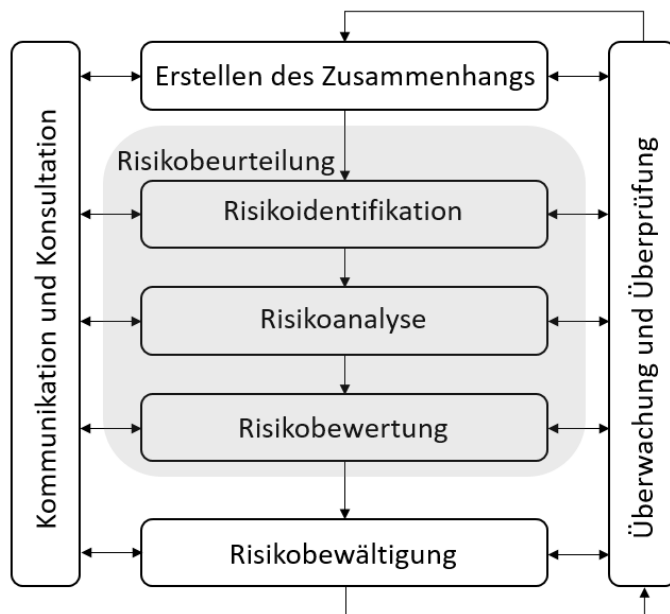 Erstellen des Zusammenhangs
Risikobeurteilung
Risikoidentifikation
Risikoanalyse
Risikobewertung
Risikobewältigung
Kommunikation und Konsultation
Überwachung und Überprüfung